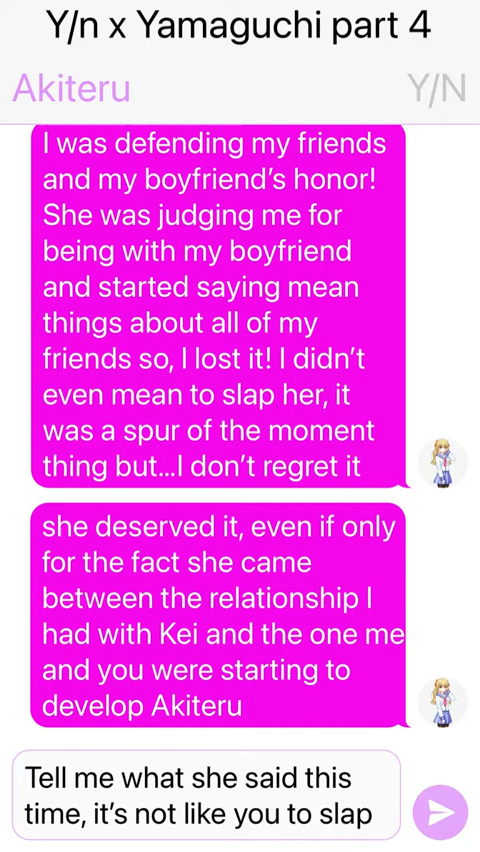 Y/n x Yamaguchi part 4
Akiteru
Y/N
I was defending my friends
and my boyfriend’s honor!
She was judging me for
being with my boyfriend
and started saying mean
things about all of my
friends so, I lost it! I didn’t
even mean to slap her, it
was a spur of the moment
thing but...I don’t regret it
she deserved it, even if only
for the fact she came
between the relationship I
had with Kei and the one me
and you were starting to
develop Akiteru
Tell me what she said this
time, it’s not like you to slap